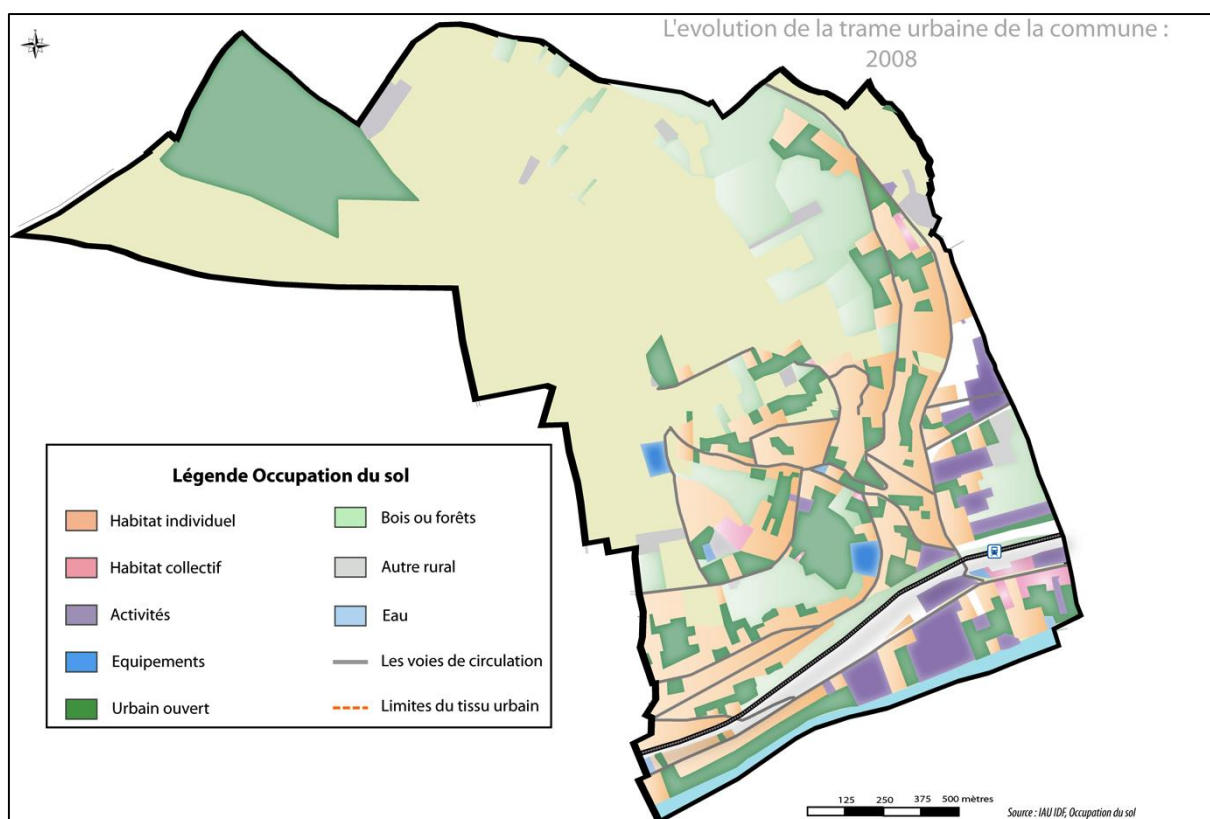 L'evolution de la trame urbaine de la commune :
2008
Légende Occupation du sol
Habitat individuel
Habitat collectif
Activités
Equipements
Urbain ouvert
Bois ou forêts
Autre rural
Eau
Les voies de circulation
Limites du tissu urbain
125 250 375 500 mètres
Source : IAU IDF, Occupation du sol